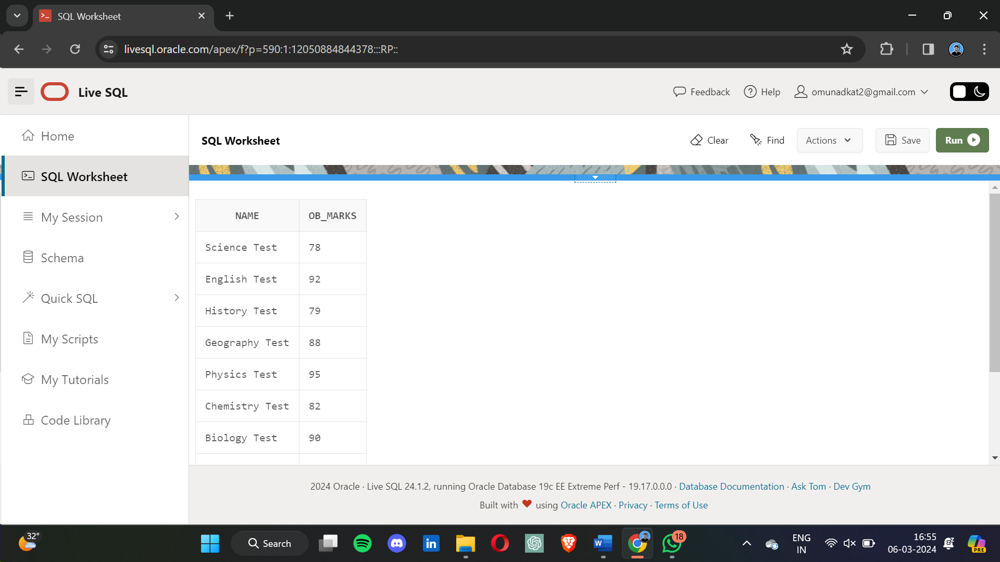 SQL Worksheet
livesql.oracle.com/apex/f?p=590:1:12050884844378:::RP::
Live SQL
Feedback
Help
omunadkat2@gmail.com
Home
SQL Worksheet
My Session
Schema
Quick SQL
My Scripts
My Tutorials
Code Library
SQL Worksheet
Clear
Find
Actions
Save
Run
NAME OB_MARKS
Science Test 78
English Test 92
History Test 79
Geography Test 88
Physics Test 95
Chemistry Test 82
Biology Test 90
2024 Oracle · Live SQL 24.1.2, running Oracle Database 19c EE Extreme Perf - 19.17.0.0.0 · Database Documentation · Ask Tom · Dev Gym
Built with ❤ using Oracle APEX · Privacy · Terms of Use
32°
Search
in
W
18
ENG
IN
16:55
06-03-2024
PRE